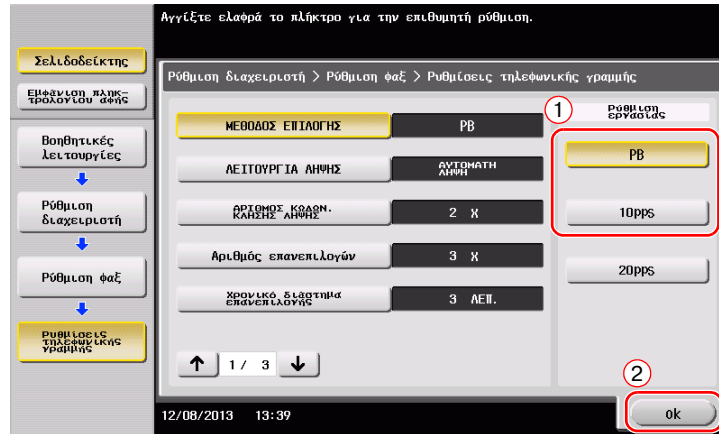 Αγγίξτε ελαφρά το πλήκτρο για την επιθυμητή ρύθμιση.
Σελιδοδείκτης
Εμφάνιση πληκ-
τρολογίου αφής
Βοηθητικές
λειτουργίες
Ρύθμιση
διαχειριστή
Ρύθμιση φαξ
Ρυθμίσεις
τηλεφωνικής
γραμμής
Ρύθμιση διαχειριστή > Ρύθμιση φαξ > Ρυθμίσεις τηλεφωνικής γραμμής
ΜΕΘΟΔΟΣ ΕΠΙΛΟΓΗΣ
PB
ΛΕΙΤΟΥΡΓΙΑ ΛΗΨΗΣ
ΑΥΤΟΜΑΤΗ
ΛΗΨΗ
ΑΡΙΘΜΟΣ ΚΩΔΩΝ.
ΚΛΗΣΗΣ ΛΗΨΗΣ
2 Χ
Αριθμός επανεπιλογών
3 Χ
Χρονικό διάστημα
επανεπιλογής
3 ΛΕΠ.
1/ 3
1
Ρύθμιση
εργασίας
PB
10pps
20pps
2
12/08/2013 13:39
ok